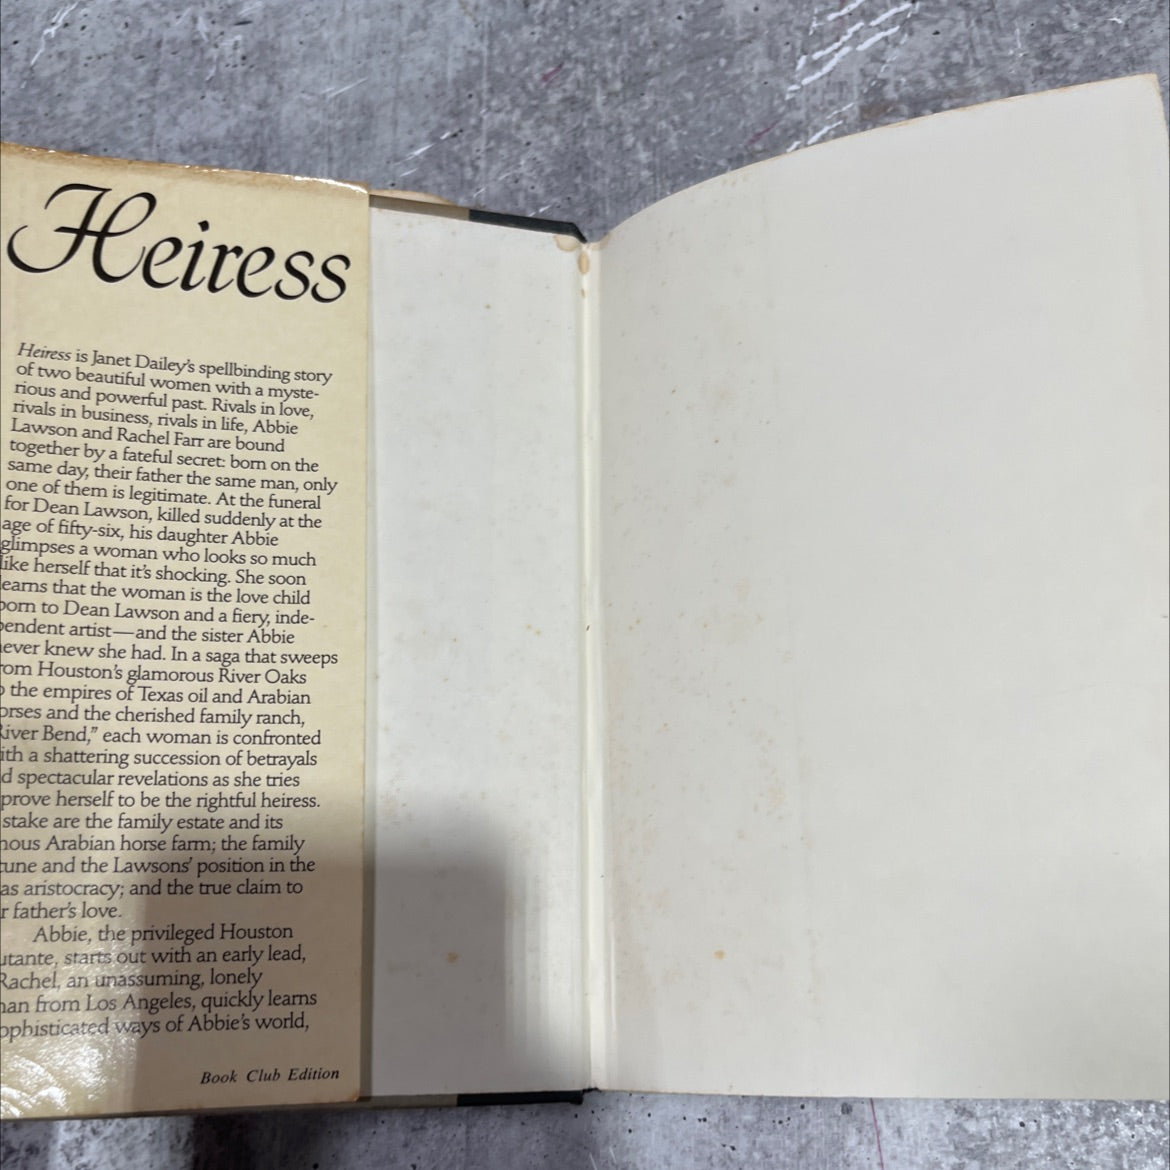 Heiress
Heiress is Janet Dailey's spellbinding story
of two beautiful women with a myste-
rious and powerful past. Rivals in love,
rivals in business, rivals in life, Abbie
Lawson and Rachel Farr are bound
together by a fateful secret: born on the
same day, their father the same man, only
one of them is legitimate. At the funeral
for Dean Lawson, killed suddenly at the
age of fifty-six, his daughter Abbie
glimpses a woman who looks so much
like herself that it's shocking. She soon
earns that the woman is the love child
born to Dean Lawson and a fiery, inde-
pendent artist—and the sister Abbie
never knew she had. In a saga that sweeps
rom Houston's glamorous River Oaks
o the empires of Texas oil and Arabian
orses and the cherished family ranch,
River Bend," each woman is confronted
ith a shattering succession of betrayals
d spectacular revelations as she tries
prove herself to be the rightful heiress.
stake are the family estate and its
nous Arabian horse farm; the family
tune and the Lawsons' position in the
as aristocracy; and the true claim to
r father's love.
Abbie, the privileged Houston
utante, starts out with an early lead,
Rachel, an unassuming, lonely
nan from Los Angeles, quickly learns
ophisticated ways of Abbie's world,
Book Club Edition